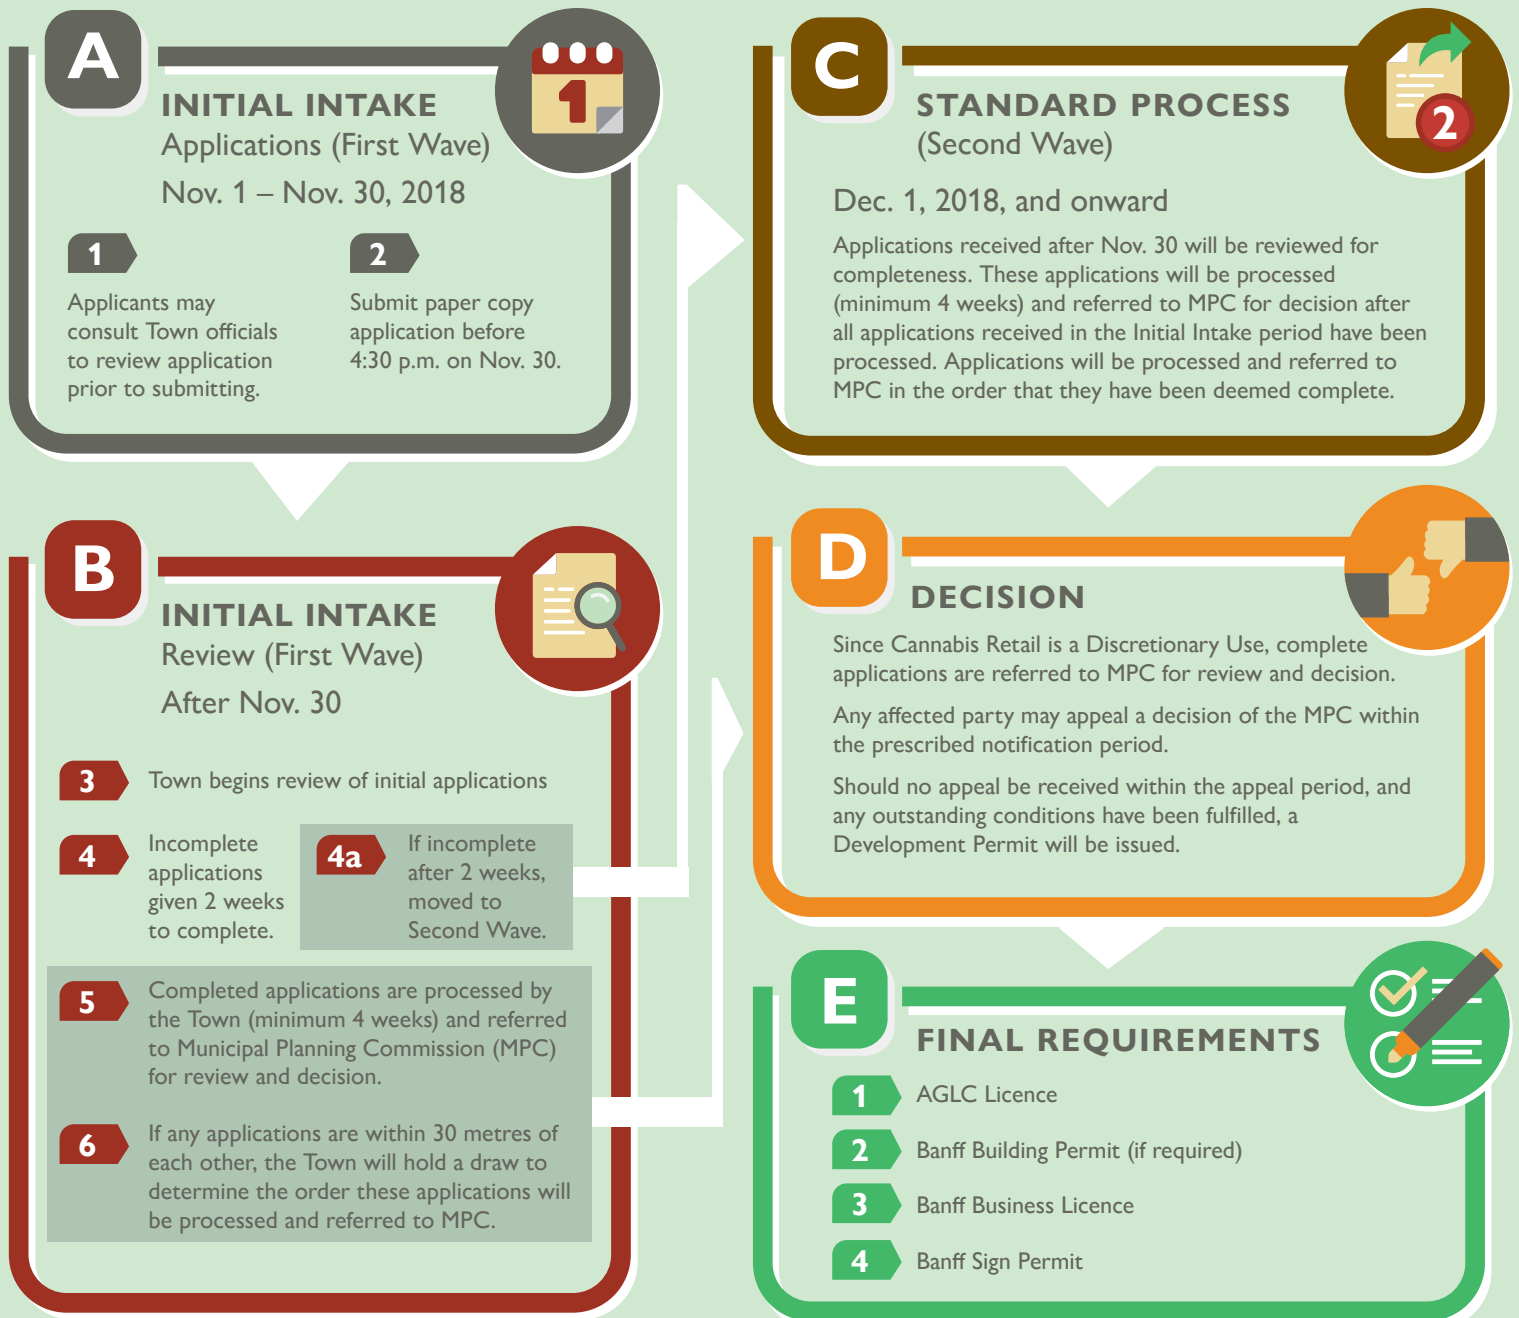 A
INITIAL INTAKE
Applications (First Wave)
Nov. 1 – Nov. 30, 2018
1
1
Applicants may
consult Town officials
to review application
prior to submitting.
2
Submit paper copy
application before
4:30 p.m. on Nov. 30.
B
INITIAL INTAKE
Review (First Wave)
After Nov. 30
3
Town begins review of initial applications
4
Incomplete
applications
given 2 weeks
to complete.
4a
If incomplete
after 2 weeks,
moved to
Second Wave.
5
Completed applications are processed by
the Town (minimum 4 weeks) and referred
to Municipal Planning Commission (MPC)
for review and decision.
6
If any applications are within 30 metres of
each other, the Town will hold a draw to
determine the order these applications will
be processed and referred to MPC.
C
STANDARD PROCESS
(Second Wave)
2
Dec. 1, 2018, and onward
Applications received after Nov. 30 will be reviewed for
completeness. These applications will be processed
(minimum 4 weeks) and referred to MPC for decision after
all applications received in the Initial Intake period have been
processed. Applications will be processed and referred to
MPC in the order that they have been deemed complete.
D
DECISION
Since Cannabis Retail is a Discretionary Use, complete
applications are referred to MPC for review and decision.
Any affected party may appeal a decision of the MPC within
the prescribed notification period.
Should no appeal be received within the appeal period, and
any outstanding conditions have been fulfilled, a
Development Permit will be issued.
E
FINAL REQUIREMENTS
1
AGLC Licence
2
Banff Building Permit (if required)
3
Banff Business Licence
4
Banff Sign Permit